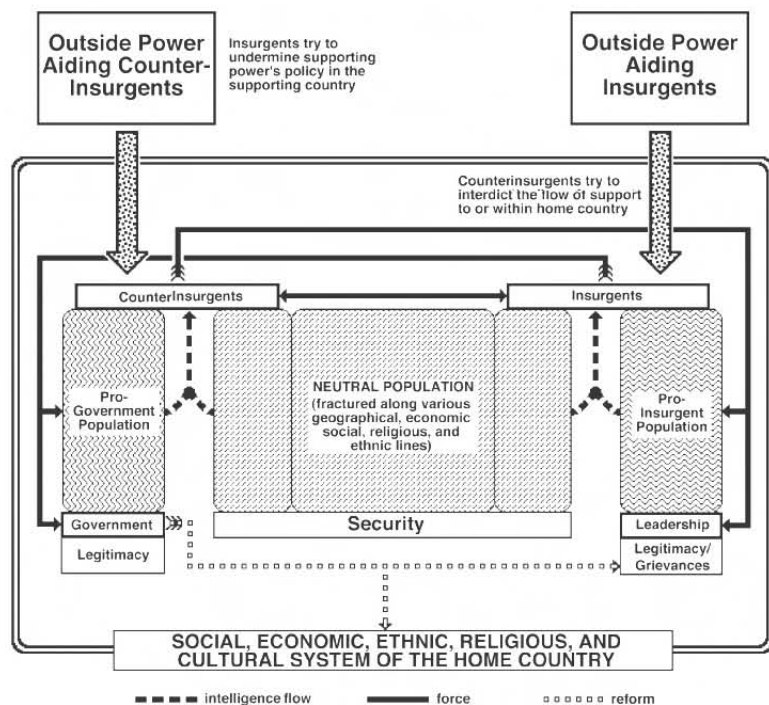 Outside Power
Aiding Counter-
Insurgents
Insurgents try to
undermine supporting
power's policy in the
supporting country
Outside Power
Aiding
Insurgents
Counterinsurgents try to
interdict the flow of support
to or within home country
CounterInsurgents
Insurgents
Pro-
Government
Population
NEUTRAL POPULATION
(fractured along various
geographical, economic
social, religious, and
ethnic lines)
Pro-
Insurgent
Population
Government
Security
Leadership
Legitimacy
Legitimacy/
Grievances
SOCIAL, ECONOMIC, ETHNIC, RELIGIOUS, AND
CULTURAL SYSTEM OF THE HOME COUNTRY
intelligence flow
force
reform